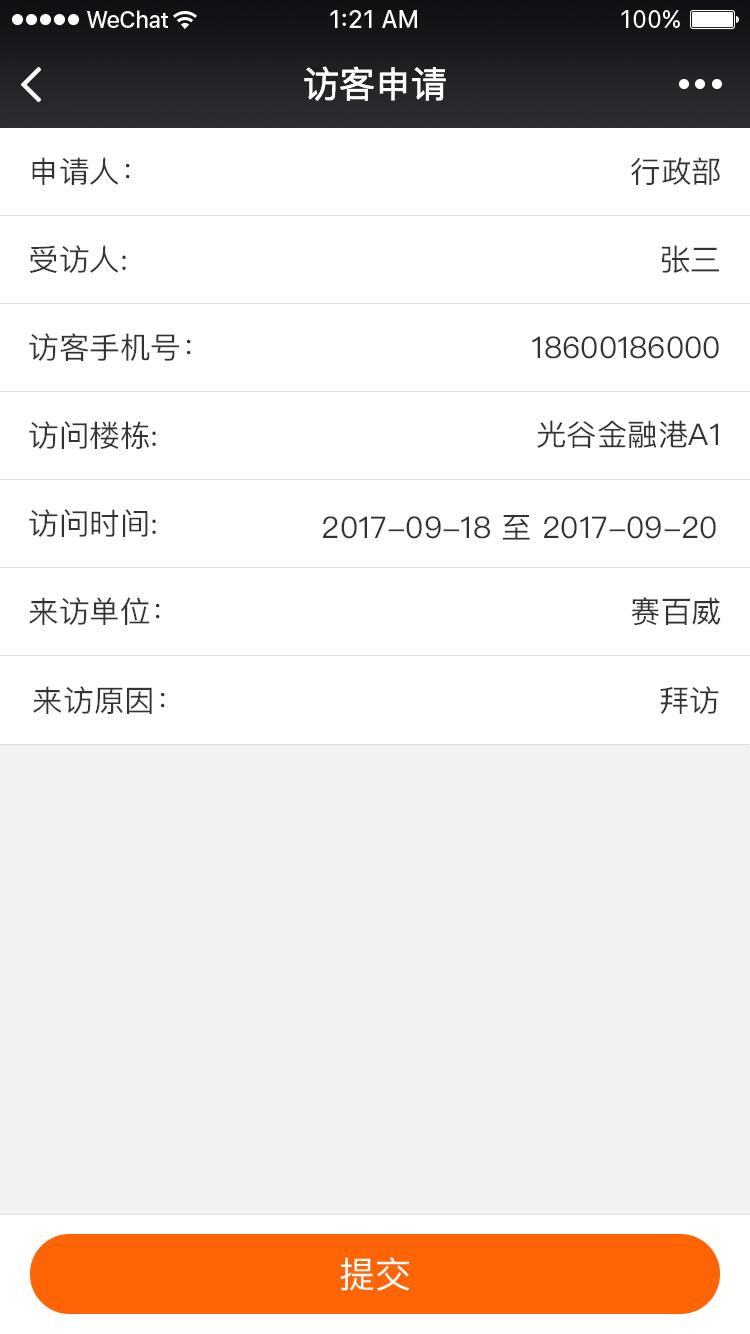 WeChat 1:21 AM 100%
访客申请
申请人： 行政部
受访人: 张三
访客手机号： 18600186000
访问楼栋: 光谷金融港A1
访问时间: 2017-09-18 至 2017-09-20
来访单位： 赛百威
来访原因： 拜访
提交